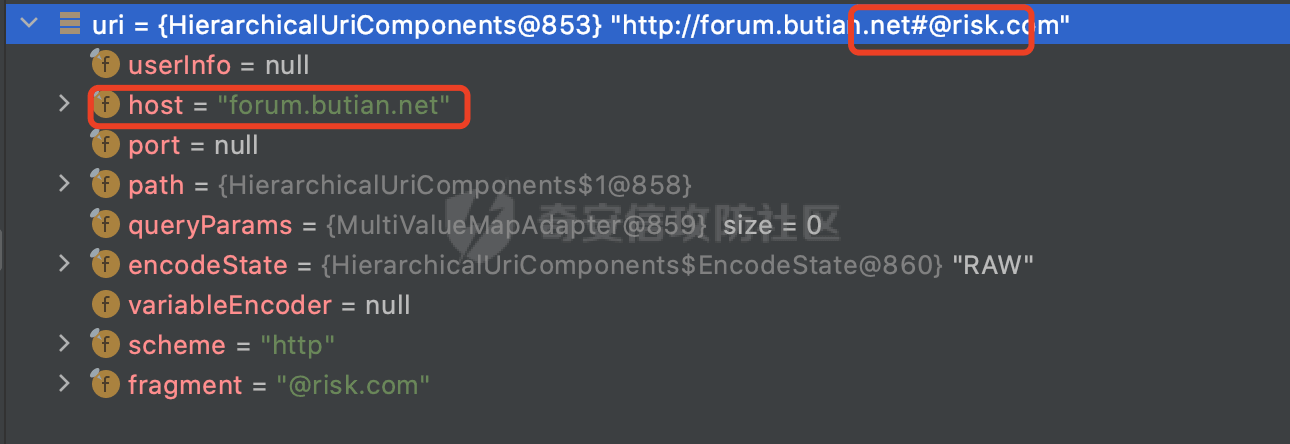 uri = {HierarchicalUriComponents@853} "http://forum.butian.net#@risk.com"
f userInfo = null
f host = "forum.butian.net"
f port = null
f path = {HierarchicalUriComponents$1@858}
f queryParams = {MultiValueMapAdapter@859} size = 0
f encodeState = {HierarchicalUriComponents$EncodeState@860} "RAW"
f variableEncoder = null
f scheme = "http"
f fragment = "@risk.com"
奇安信攻防社区